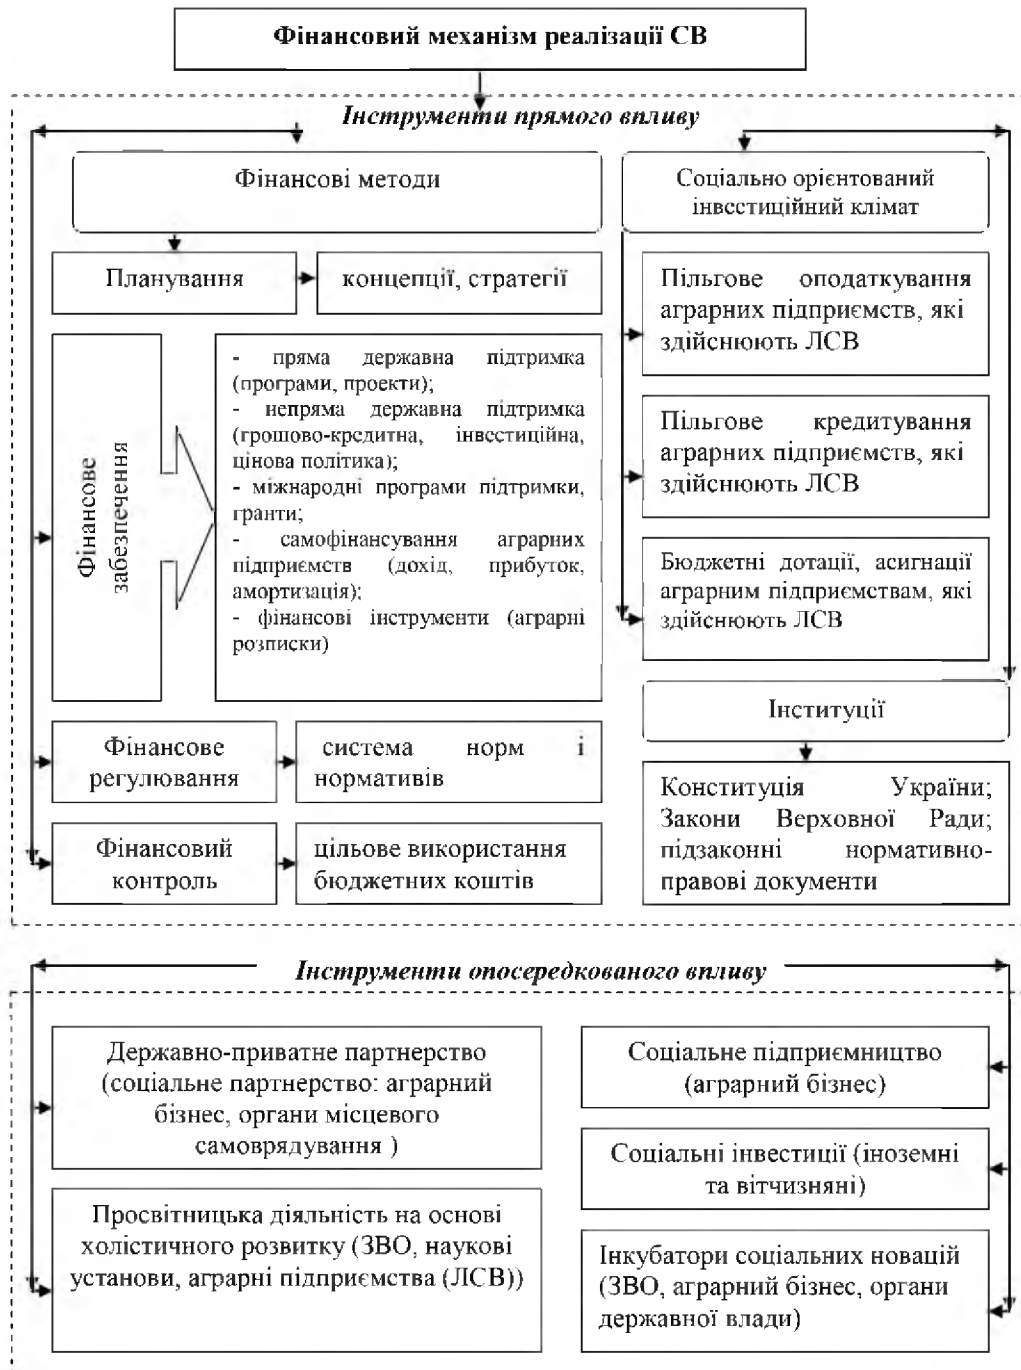 Фінансовий механізм реалізації СВ
Інструменти прямого впливу
Фінансові методи
Планування
концепції, стратегії
Фінансове
забезпечення
- пряма державна підтримка
(програми, проекти);
- непряма державна підтримка
(грошово-кредитна, інвестиційна,
цінова політика);
- міжнародні програми підтримки,
гранти;
- самофінансування аграрних
підприємств (дохід, прибуток,
амортизація);
- фінансові інструменти (аграрні
розписки)
Фінансове
регулювання
система норм і
нормативів
Фінансовий
контроль
цільове використання
бюджетних коштів
Соціально орієнтований
інвестиційний клімат
Пільгове оподаткування
аграрних підприємств, які
здійснюють ЛСВ
Пільгове кредитування
аграрних підприємств, які
здійснюють ЛСВ
Бюджетні дотації, асигнації
аграрним підприємствам, які
здійснюють ЛСВ
Інституції
Конституція України;
Закони Верховної Ради;
підзаконні нормативно-
правові документи
Інструменти опосередкованого впливу
Державно-приватне партнерство
(соціальне партнерство: аграрний
бізнес, органи місцевого
самоврядування )
Просвітницька діяльність на основі
холістичного розвитку (ЗВО, наукові
установи, аграрні підприємства (ЛСВ))
Соціальне підприємництво
(аграрний бізнес)
Соціальні інвестиції (іноземні
та вітчизняні)
Інкубатори соціальних новацій
(ЗВО, аграрний бізнес, органи
державної влади)